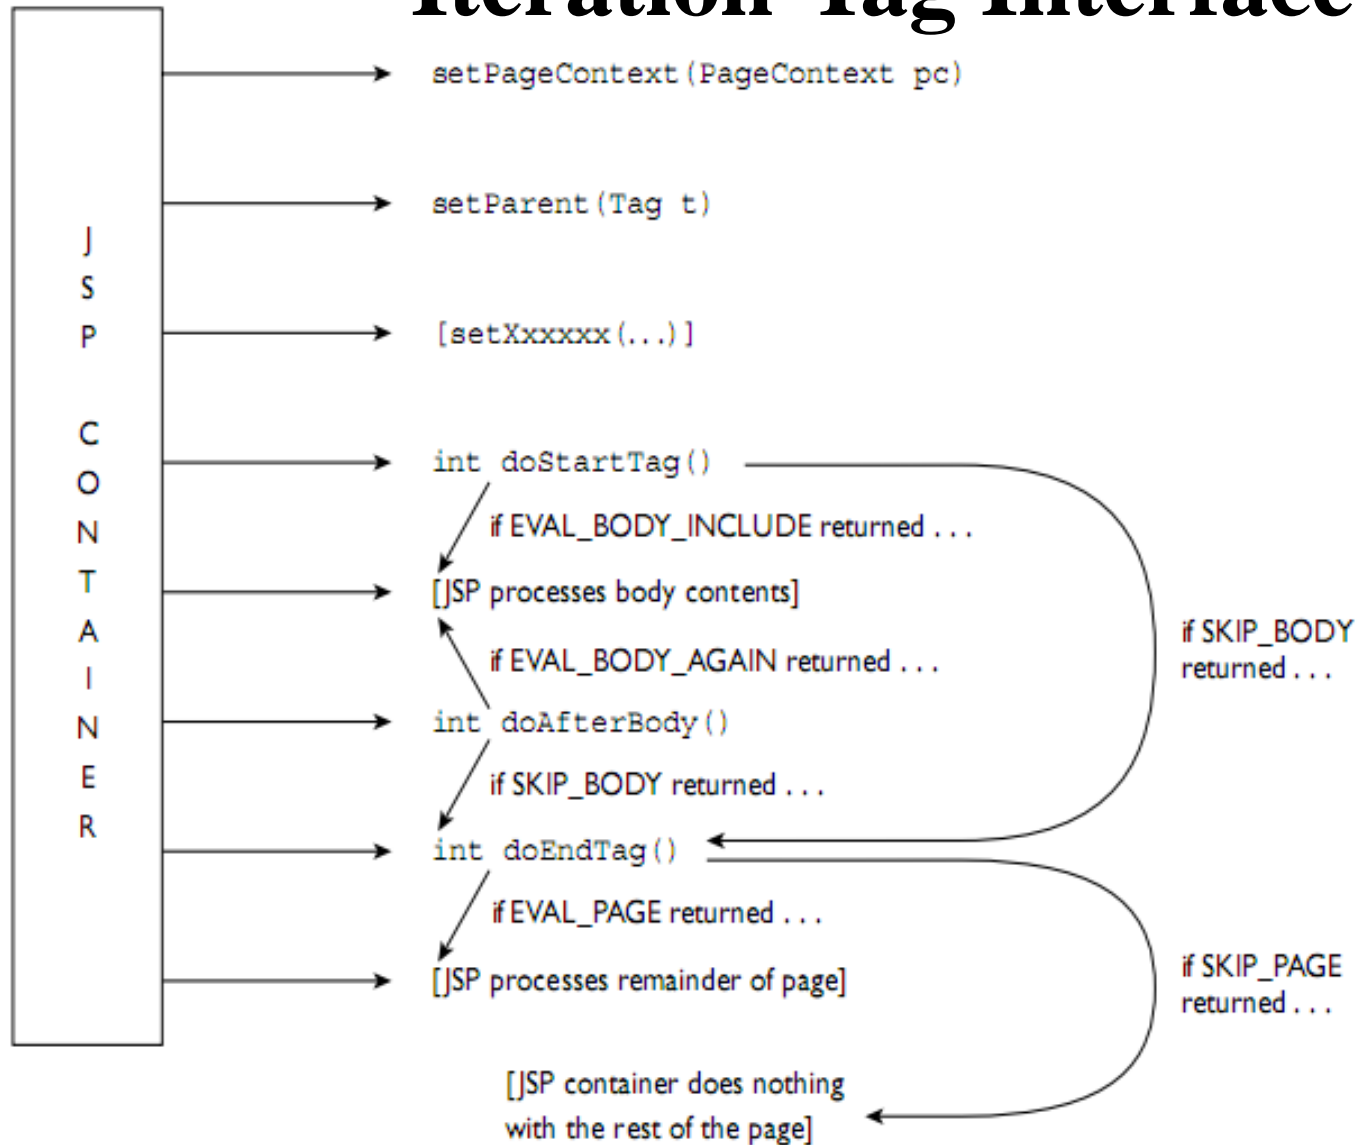 Iteration Tag Interface
setPageContext(PageContext pc)
setParent(Tag t)
[setXxxxxx(...)]
JSP CONTAINER
int doStartTag()
if EVAL_BODY_INCLUDE returned . . .
[JSP processes body contents]
if SKIP_BODY
returned . . .
if EVAL_BODY_AGAIN returned . . .
int doAfterBody()
if SKIP_BODY returned . . .
int doEndTag()
if EVAL_PAGE returned . . .
[JSP processes remainder of page]
if SKIP_PAGE
returned . . .
[JSP container does nothing
with the rest of the page]